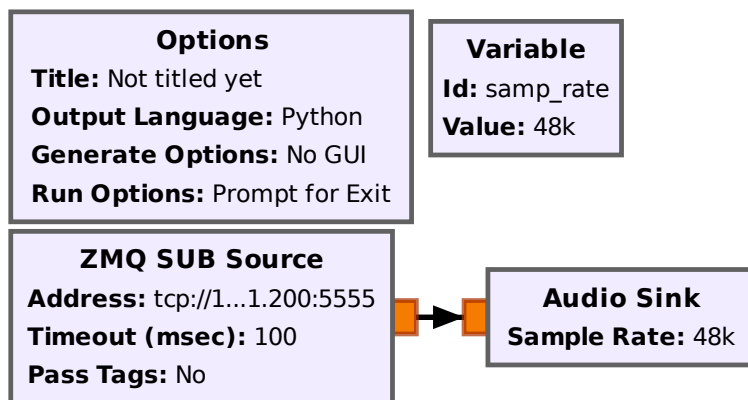 Options
Title: Not titled yet
Output Language: Python
Generate Options: No GUI
Run Options: Prompt for Exit
Variable
Id: samp_rate
Value: 48k
ZMQ SUB Source
Address: tcp://1...1.200:5555
Timeout (msec): 100
Pass Tags: No
Audio Sink
Sample Rate: 48k